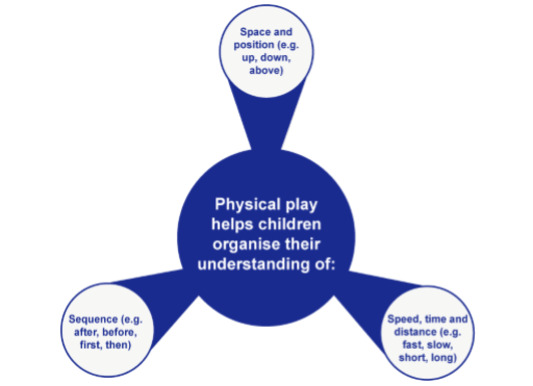 Space and
position (e.g.
up, down,
above)
Physical play
helps children
organise their
understanding of:
Sequence (e.g.
after, before,
first, then)
Speed, time and
distance (e.g.
fast, slow,
short, long)